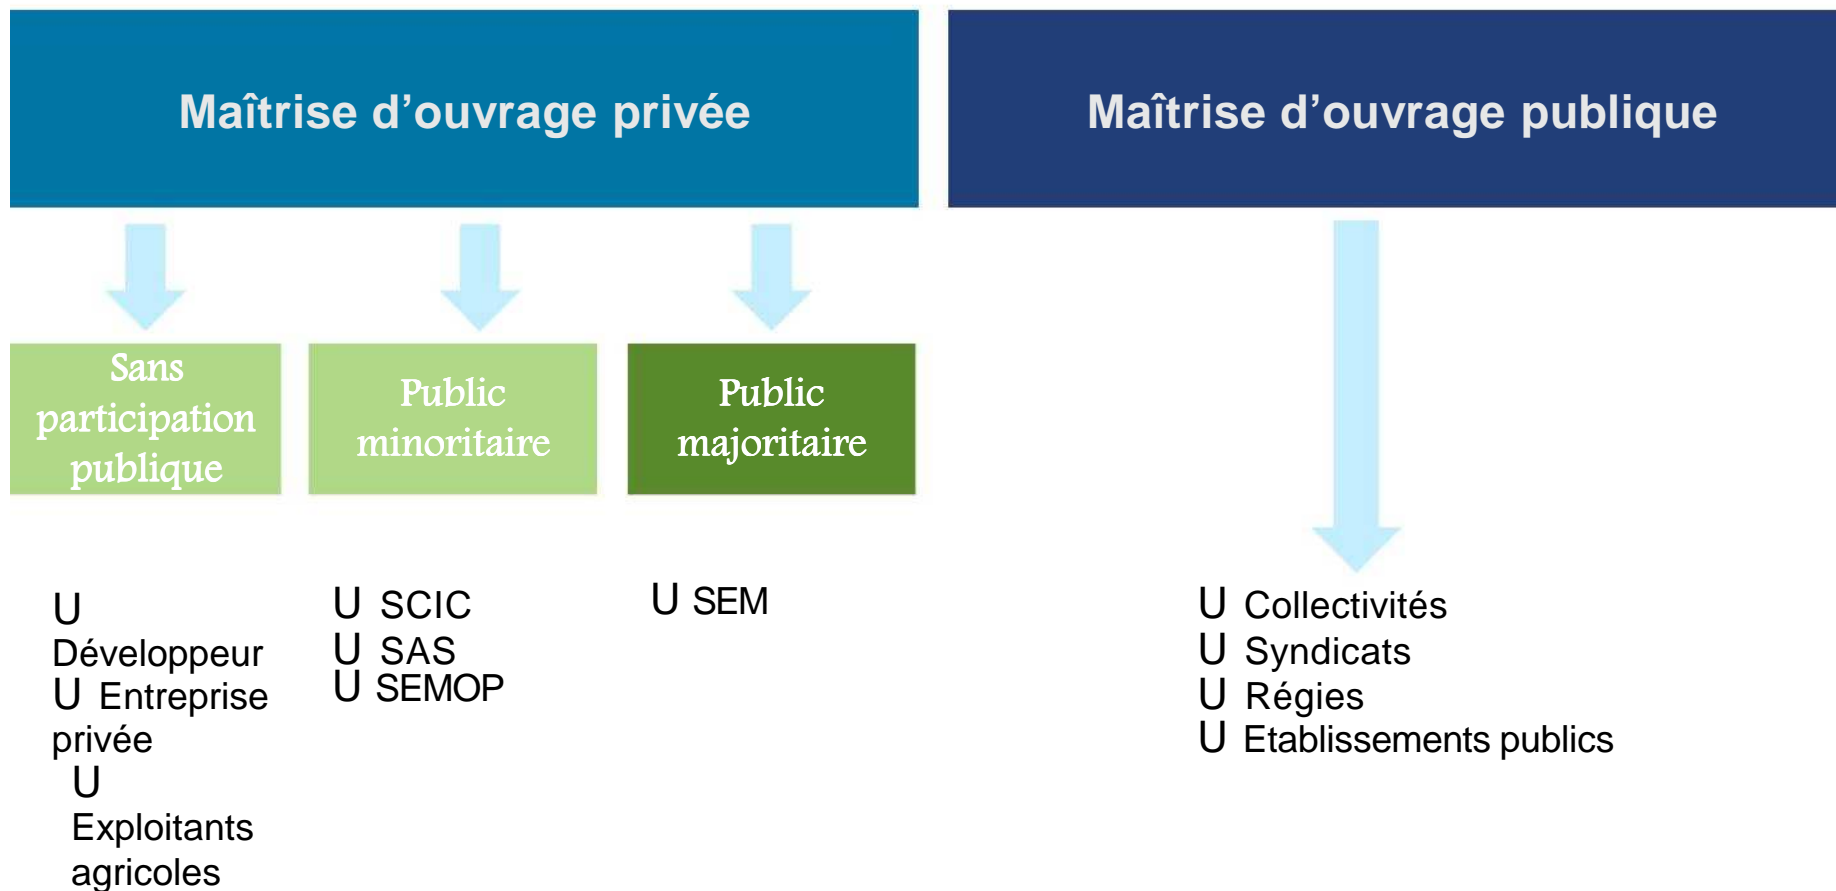 Maîtrise d’ouvrage privée
Maîtrise d’ouvrage publique
Sans
participation
publique
Public
minoritaire
Public
majoritaire
U
Développeur
U Entreprise
privée
U
Exploitants
agricoles
U SCIC
U SAS
U SEMOP
U SEM
U Collectivités
U Syndicats
U Régies
U Etablissements publics